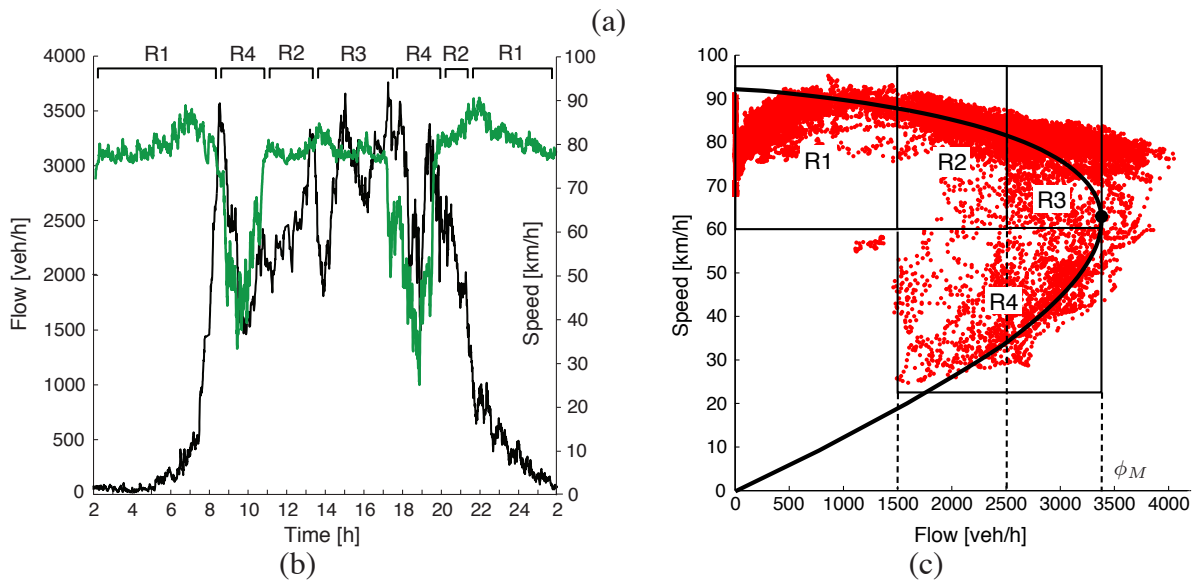 (a)
R1 R4 R2 R3 R4 R2 R1
4000
3500
3000
2500
2000
1500
1000
500
0
Flow [veh/h]
100
90
80
70
60
50
40
30
20
10
0
Speed [km/h]
2 4 6 8 10 12 14 16 18 20 22 24 2
Time [h]
(b)
100
90
80
70
60
50
40
30
20
10
0
Speed [km/h]
R1
R2
R3
R4
ϕM
0 500 1000 1500 2000 2500 3000 3500 4000
Flow [veh/h]
(c)